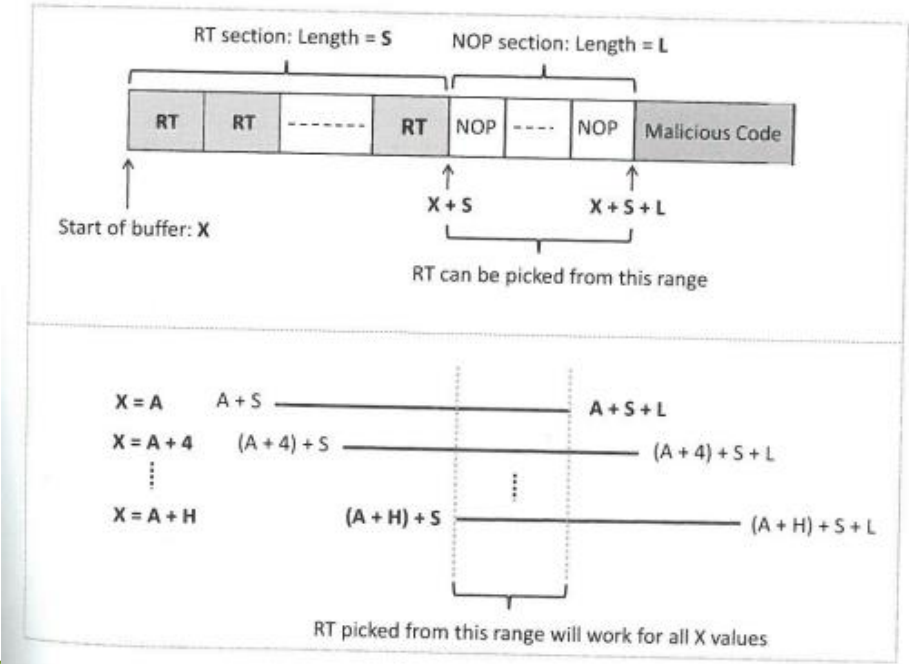 RT section: Length = S
NOP section: Length = L
RT RT -------- RT NOP ---- NOP Malicious Code
X + S X + S + L
Start of buffer: X
RT can be picked from this range
X = A A + S A + S + L
X = A + 4 (A + 4) + S (A + 4) + S + L
X = A + H (A + H) + S (A + H) + S + L
RT picked from this range will work for all X values